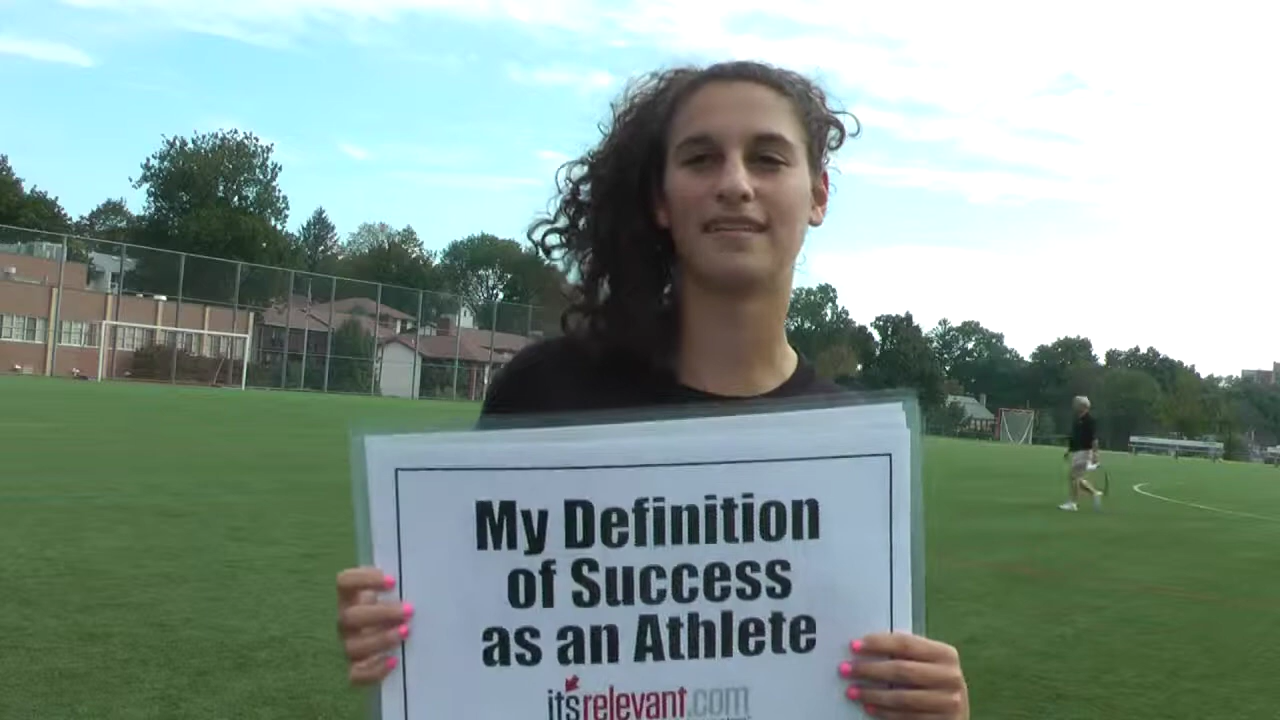 My Definition
of Success
as an Athlete
itsrelevant.com